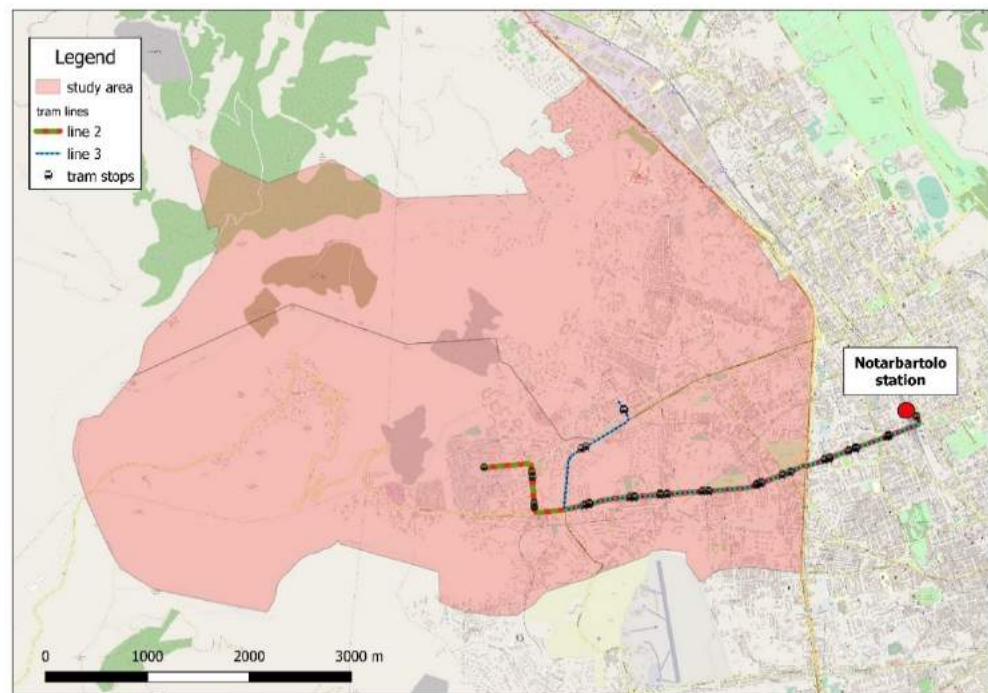 Legend
study area
tram lines
line 2
line 3
tram stops
Notarbartolo
station
0 1000 2000 3000 m